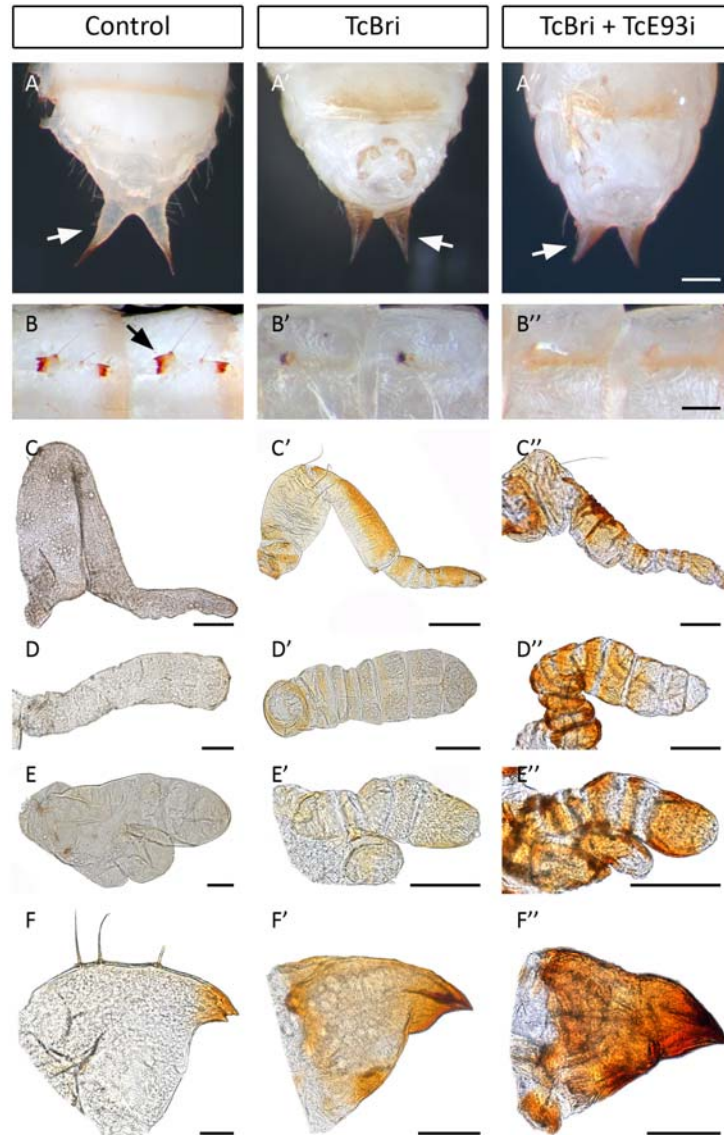 Control TcBri TcBri + TcE93i
A A' A''
B B' B''
C C' C''
D D' D''
E E' E''
F F' F''